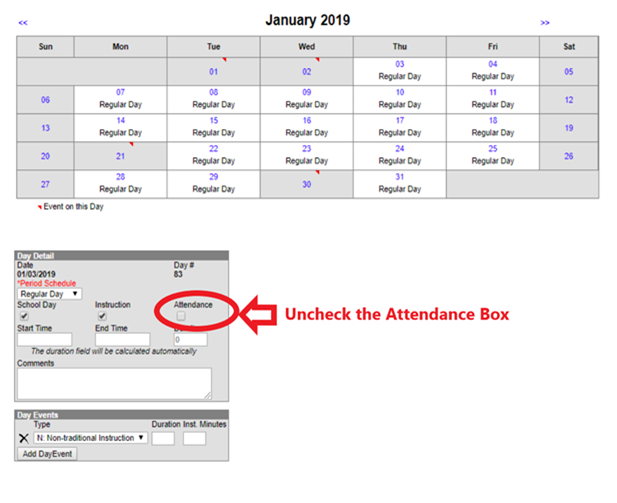 << January 2019 >>
Sun Mon Tue Wed Thu Fri Sat
01 02 03 04 05
Regular Day Regular Day
06 07 08 09 10 11 12
Regular Day Regular Day Regular Day Regular Day Regular Day
13 14 15 16 17 18 19
Regular Day Regular Day Regular Day Regular Day Regular Day
20 21 22 23 24 25 26
Regular Day Regular Day Regular Day Regular Day
27 28 29 30 31
Regular Day Regular Day Regular Day
Event on this Day
Day Detail
Date Day #
01/03/2019 83
*Period Schedule
Regular Day
School Day Instruction Attendance
Uncheck the Attendance Box
Start Time End Time
0
The duration field will be calculated automatically
Comments
Day Events
Type Duration Inst. Minutes
N: Non-traditional Instruction
Add DayEvent